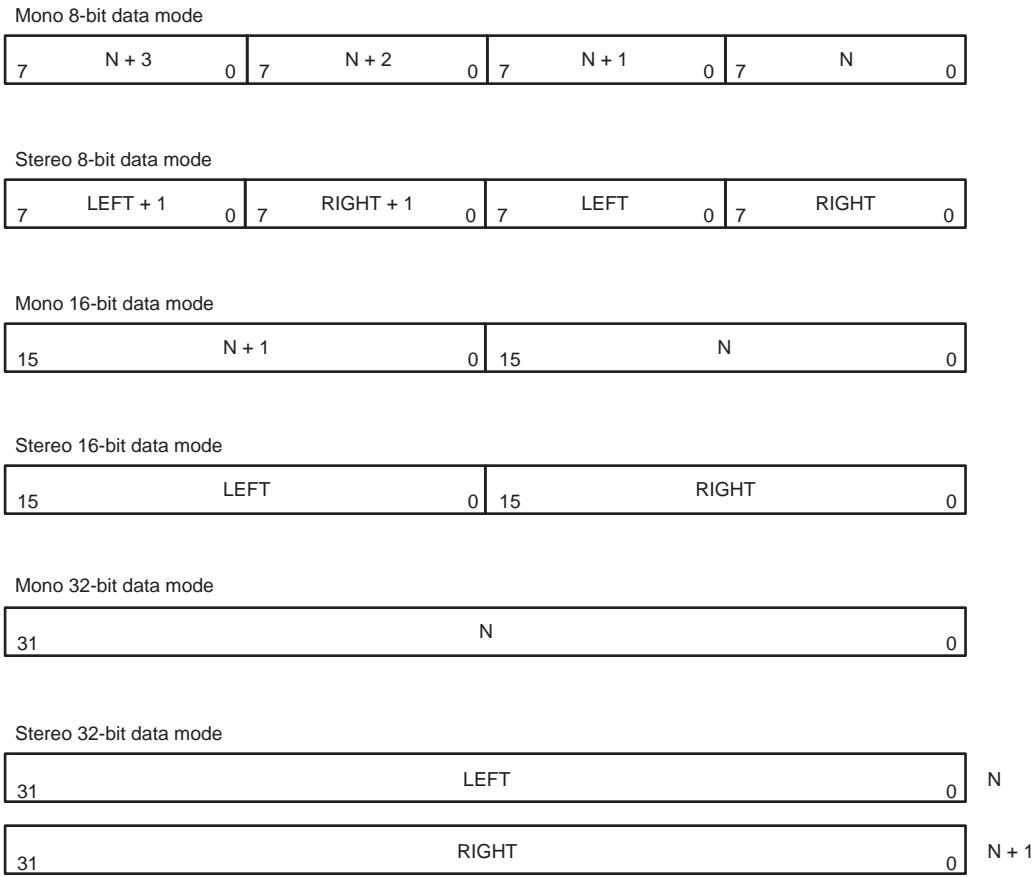 Mono 8-bit data mode
N + 3 N + 2 N + 1 N
7 0 7 0 7 0 7 0
Stereo 8-bit data mode
LEFT + 1 RIGHT + 1 LEFT RIGHT
7 0 7 0 7 0 7 0
Mono 16-bit data mode
N + 1 N
15 0 15 0
Stereo 16-bit data mode
LEFT RIGHT
15 0 15 0
Mono 32-bit data mode
N
31 0
Stereo 32-bit data mode
LEFT N
31 0
RIGHT N + 1
31 0